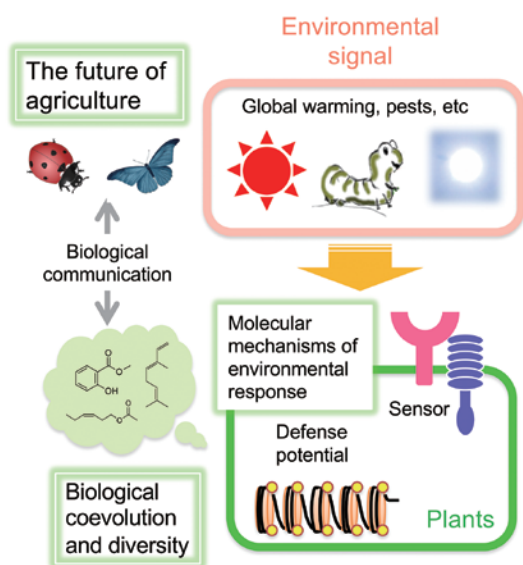 The future of
agriculture
Biological
communication
OH
O
O
O
O
Biological
coevolution
and diversity
Environmental
signal
Global warming, pests, etc
Molecular
mechanisms of
environmental
response
Sensor
Defense
potential
Plants